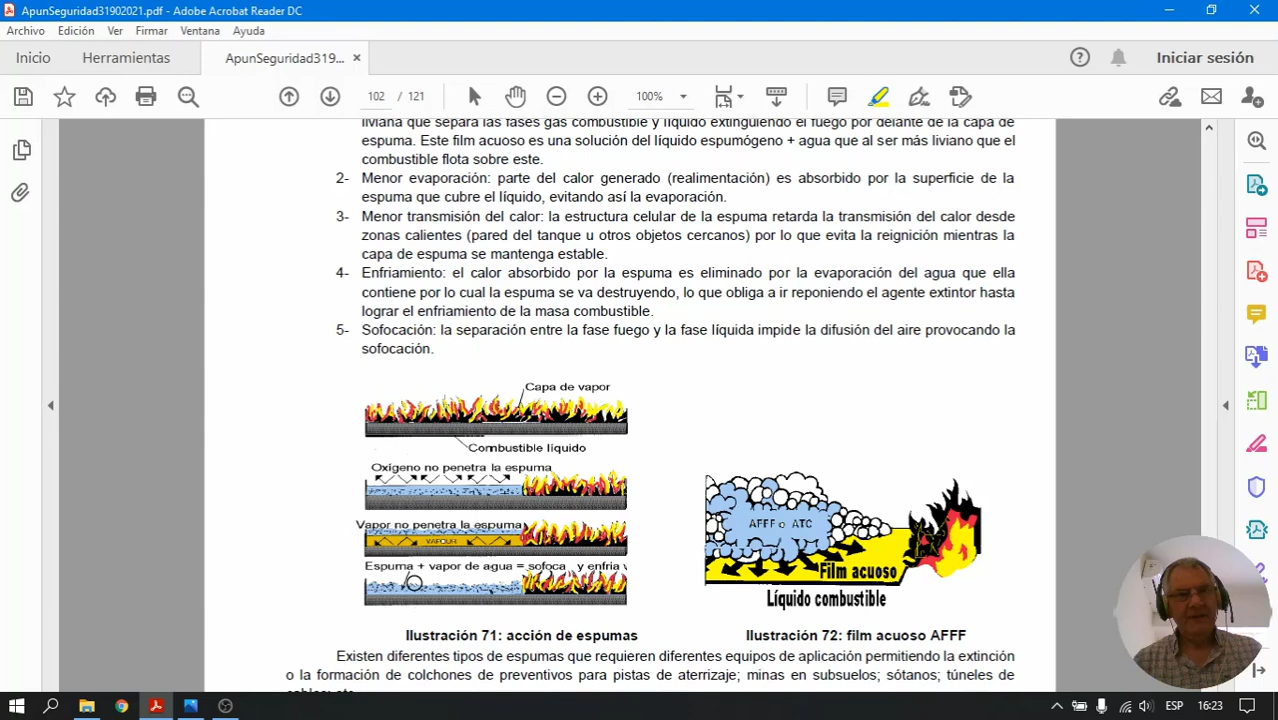 ApunSeguridad31902021.pdf - Adobe Acrobat Reader DC
Archivo Edición Ver Firmar Ventana Ayuda
Inicio Herramientas ApunSeguridad319... × Iniciar sesión
102 / 121 100%
liviana que separa las fases gas combustible y líquido extinguiendo el fuego por delante de la capa de
espuma. Este film acuoso es una solución del líquido espumógeno + agua que al ser más liviano que el
combustible flota sobre este.
2- Menor evaporación: parte del calor generado (realimentación) es absorbido por la superficie de la
espuma que cubre el líquido, evitando así la evaporación.
3- Menor transmisión del calor: la estructura celular de la espuma retarda la transmisión del calor desde
zonas calientes (pared del tanque u otros objetos cercanos) por lo que evita la reignición mientras la
capa de espuma se mantenga estable.
4- Enfriamiento: el calor absorbido por la espuma es eliminado por la evaporación del agua que ella
contiene por lo cual la espuma se va destruyendo, lo que obliga a ir reponiendo el agente extintor hasta
lograr el enfriamiento de la masa combustible.
5- Sofocación: la separación entre la fase fuego y la fase líquida impide la difusión del aire provocando la
sofocación.
Capa de vapor
Combustible líquido
Oxígeno no penetra la espuma
Vapor no penetra la espuma
VAPOUR
Espuma + vapor de agua = sofoca y enfria
AFFF o ATC
Film acuoso
Líquido combustible
Ilustración 71: acción de espumas
Ilustración 72: film acuoso AFFF
Existen diferentes tipos de espumas que requieren diferentes equipos de aplicación permitiendo la extinción
o la formación de colchones de preventivos para pistas de aterrizaje; minas en subsuelos; sótanos; túneles de
ESP 16:23